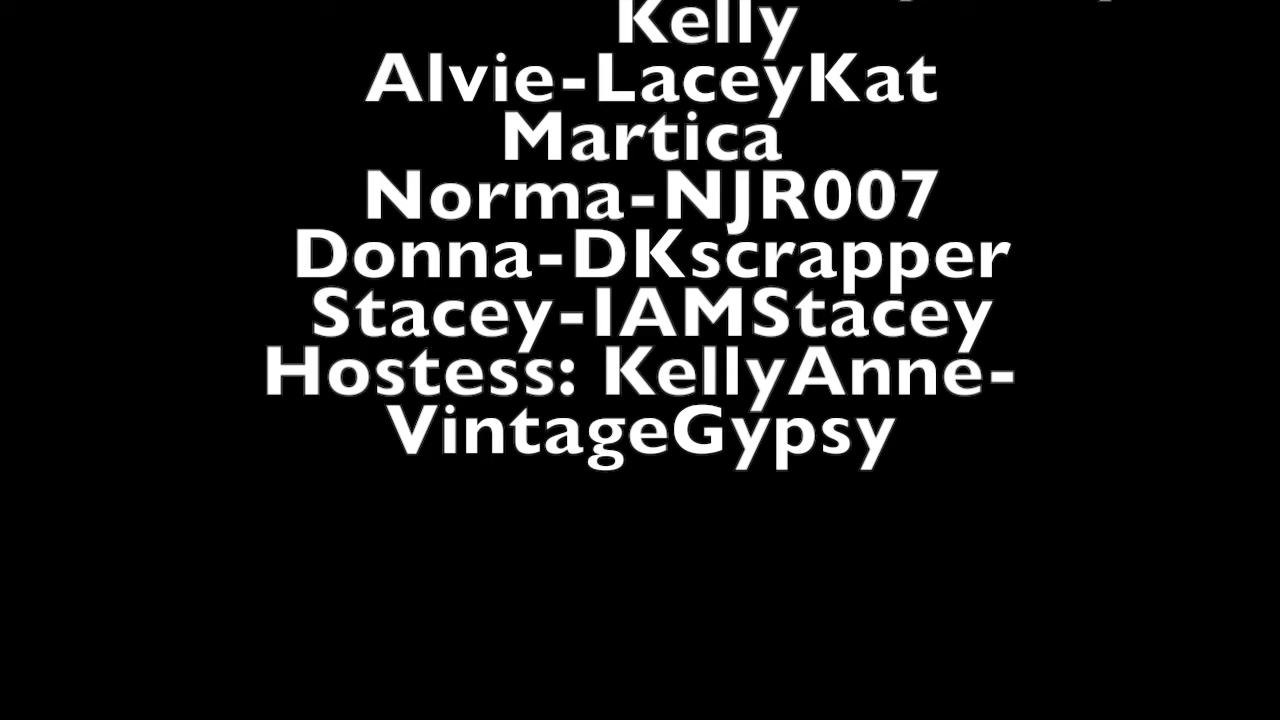 Kelly
Alvie-LaceyKat
Martica
Norma-NJR007
Donna-DKscrapper
Stacey-IAMStacey
Hostess: KellyAnne-
VintageGypsy